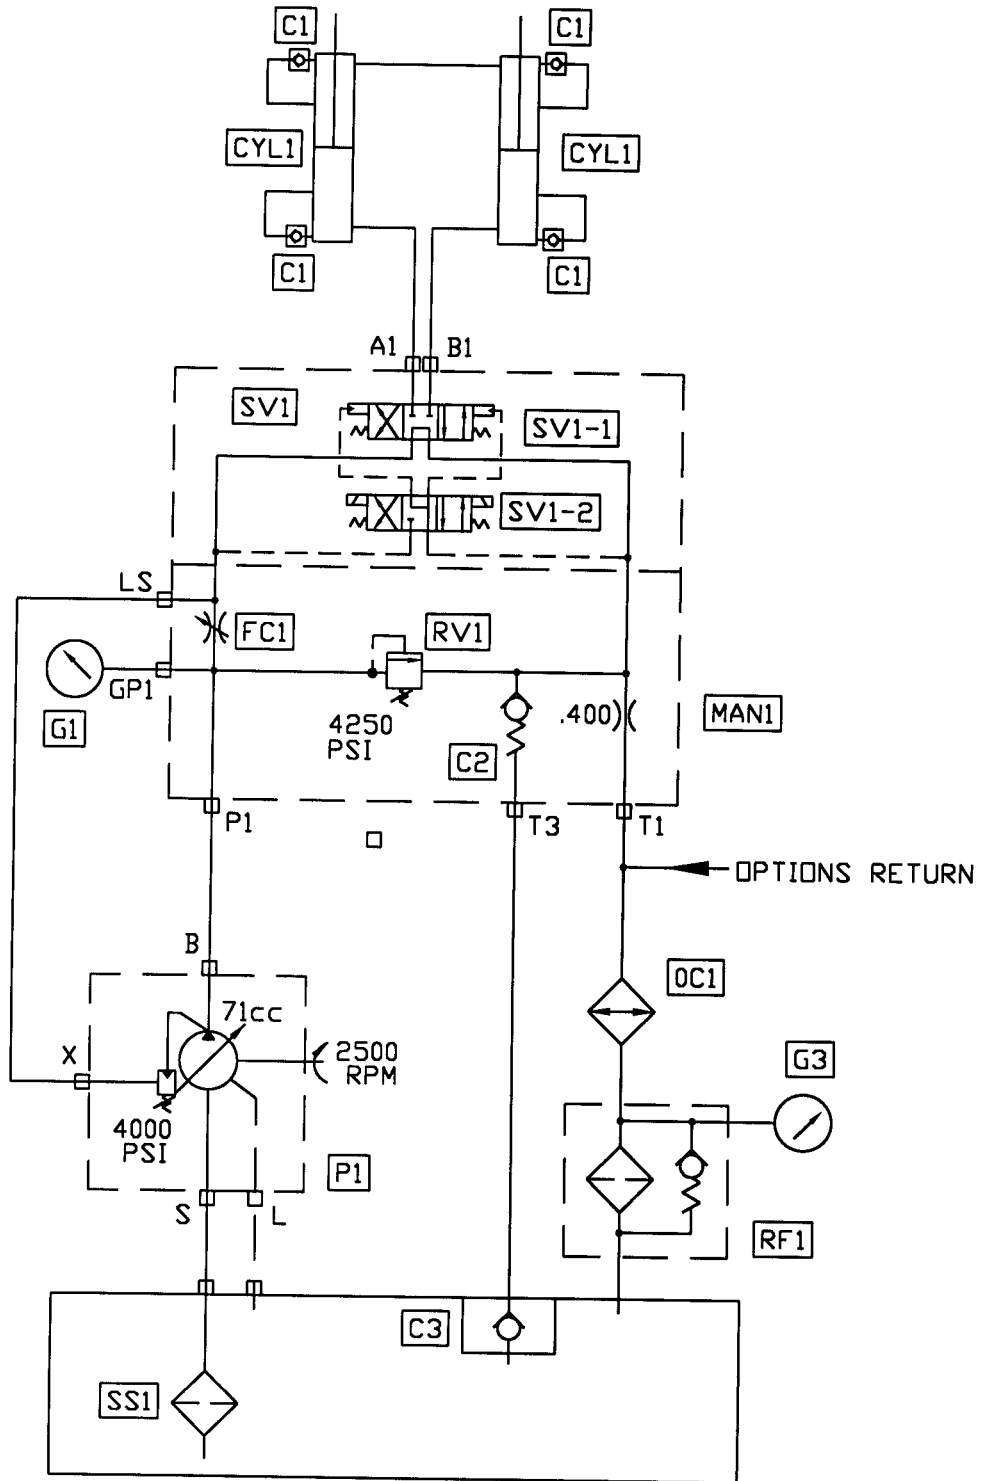 C1
C1
CYL1
CYL1
C1
C1
A1
B1
SV1
SV1-1
SV1-2
LS
FC1
RV1
GP1
G1
4250
PSI
.400
MAN1
C2
P1
T3
T1
OPTIONS RETURN
B
OC1
71cc
X
2500
RPM
G3
4000
PSI
P1
S
L
RF1
C3
SS1